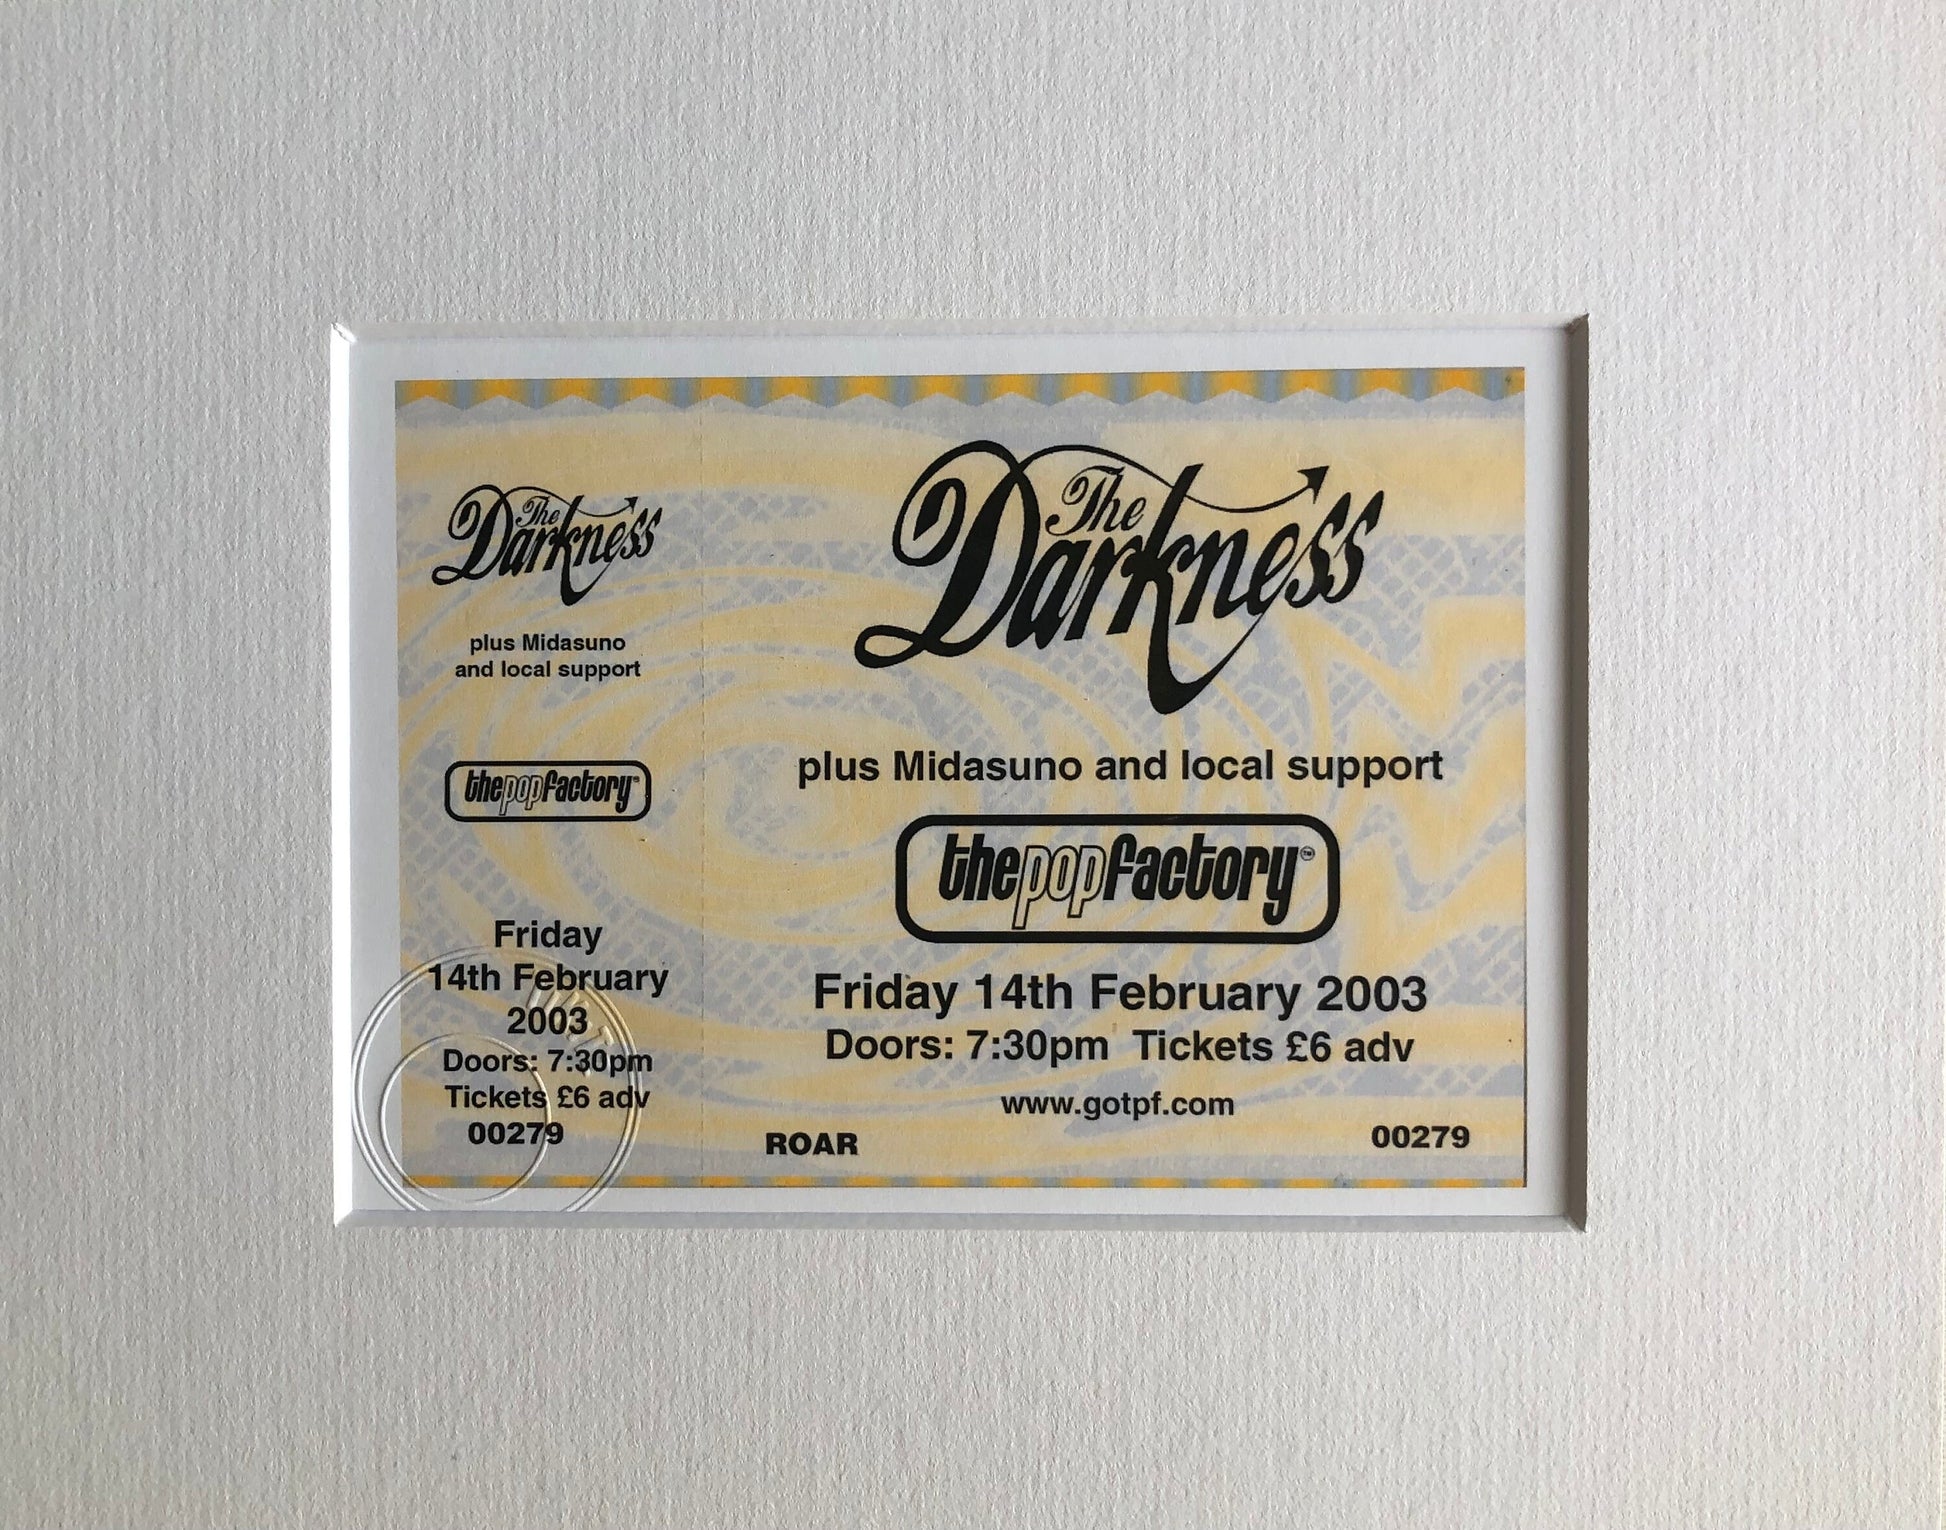 The
Darkness
plus Midasuno
and local support
thepopfactory™
Friday
14th February
2003
Doors: 7:30pm
Tickets £6 adv
00279
The
Darkness
plus Midasuno and local support
thepopfactory™
Friday 14th February 2003
Doors: 7:30pm Tickets £6 adv
www.gotpf.com
ROAR
00279